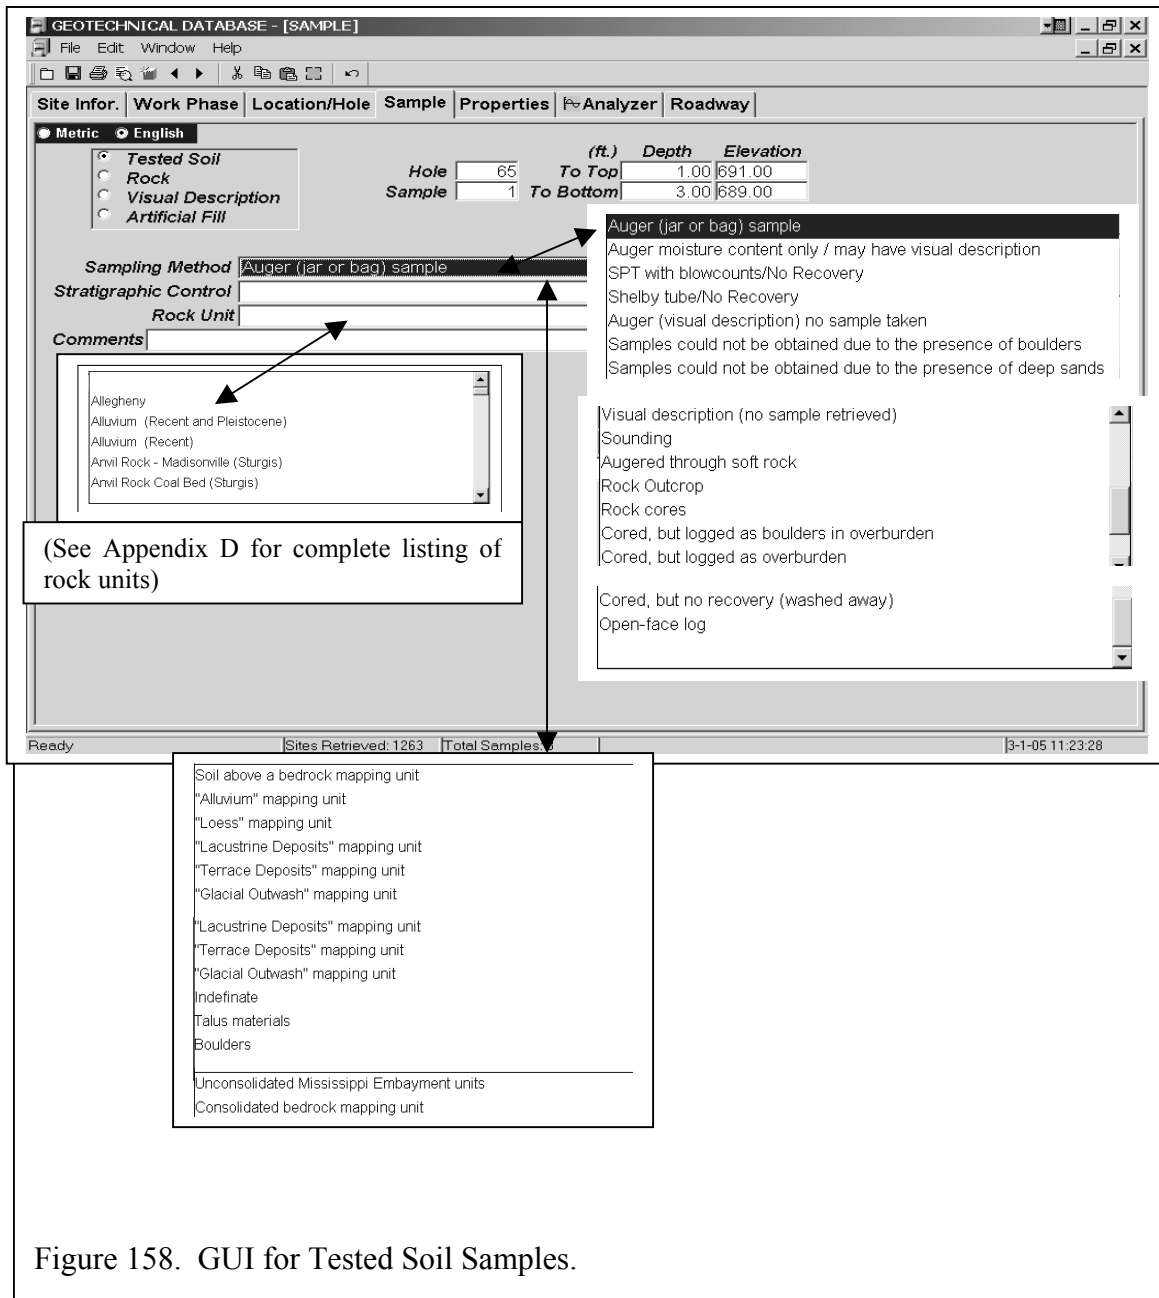 GEOTECHNICAL DATABASE - [SAMPLE]
File Edit Window Help
Site Infor. Work Phase Location/Hole Sample Properties Analyzer Roadway
Metric English
Tested Soil
Rock
Visual Description
Artificial Fill
(ft.) Depth Elevation
Hole 65 To Top 1.00 691.00
Sample 1 To Bottom 3.00 689.00
Sampling Method Auger (jar or bag) sample
Stratigraphic Control
Rock Unit
Comments
Auger (jar or bag) sample
Auger moisture content only / may have visual description
SPT with blowcounts/No Recovery
Shelby tube/No Recovery
Auger (visual description) no sample taken
Samples could not be obtained due to the presence of boulders
Samples could not be obtained due to the presence of deep sands
Visual description (no sample retrieved)
Sounding
Augered through soft rock
Rock Outcrop
Rock cores
Cored, but logged as boulders in overburden
Cored, but logged as overburden
Cored, but no recovery (washed away)
Open-face log
Allegheny
Alluvium (Recent and Pleistocene)
Alluvium (Recent)
Anvil Rock - Madisonville (Sturgis)
Anvil Rock Coal Bed (Sturgis)
(See Appendix D for complete listing of
rock units)
Ready Sites Retrieved: 1263 Total Samples: 3-1-05 11:23:28
Soil above a bedrock mapping unit
"Alluvium" mapping unit
"Loess" mapping unit
"Lacustrine Deposits" mapping unit
"Terrace Deposits" mapping unit
"Glacial Outwash" mapping unit
"Lacustrine Deposits" mapping unit
"Terrace Deposits" mapping unit
"Glacial Outwash" mapping unit
Indefinate
Talus materials
Boulders
Unconsolidated Mississippi Embayment units
Consolidated bedrock mapping unit
Figure 158. GUI for Tested Soil Samples.